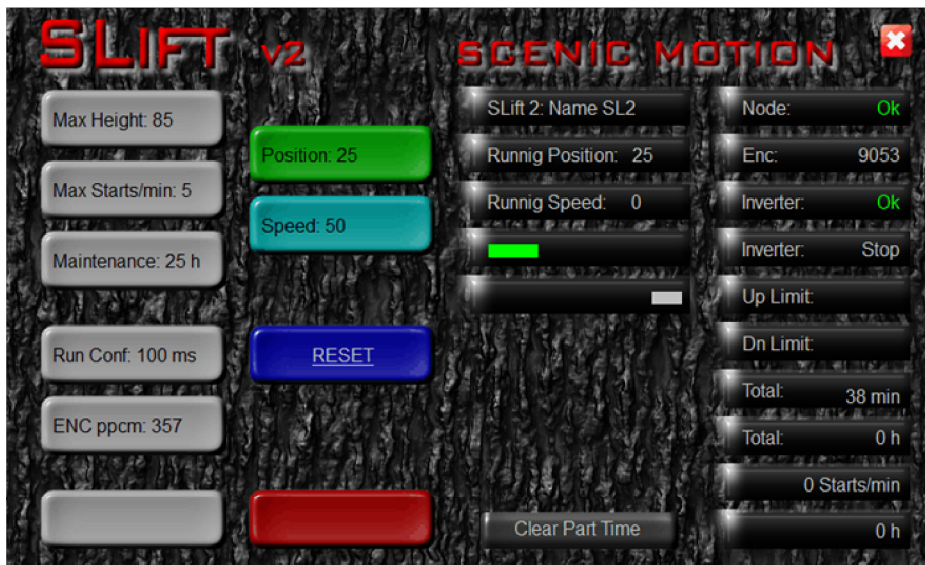 SLIFT v2
SCENIC MOTION
Max Height: 85
Max Starts/min: 5
Maintenance: 25 h
Run Conf: 100 ms
ENC ppcm: 357
Position: 25
Speed: 50
RESET
SLift 2: Name SL2
Runnig Position: 25
Runnig Speed: 0
Clear Part Time
Node: Ok
Enc: 9053
Inverter: Ok
Inverter: Stop
Up Limit:
Dn Limit:
Total: 38 min
Total: 0 h
0 Starts/min
0 h